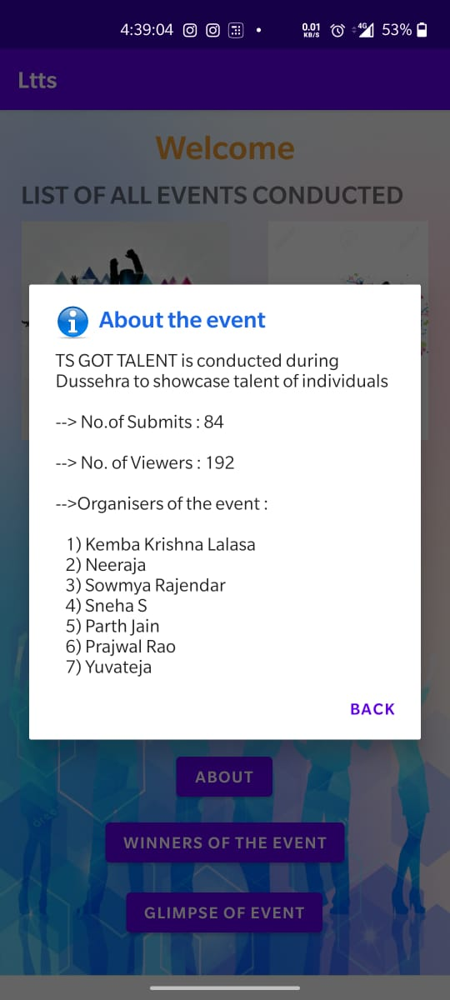 4:39:04
0.01
KB/S
4G
53%
Ltts
Welcome
LIST OF ALL EVENTS CONDUCTED
About the event
TS GOT TALENT is conducted during
Dussehra to showcase talent of individuals
--> No.of Submits : 84
--> No. of Viewers : 192
-->Organisers of the event :
1) Kemba Krishna Lalasa
2) Neeraja
3) Sowmya Rajendar
4) Sneha S
5) Parth Jain
6) Prajwal Rao
7) Yuvateja
BACK
ABOUT
WINNERS OF THE EVENT
GLIMPSE OF EVENT